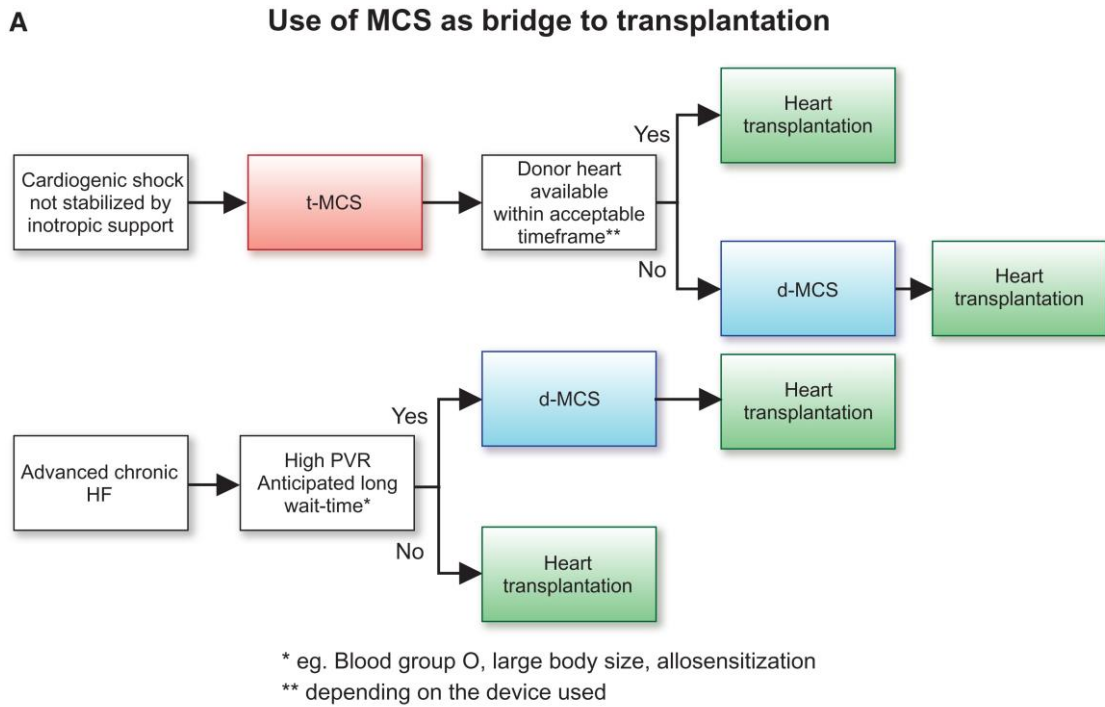 A
Use of MCS as bridge to transplantation
Cardiogenic shock
not stabilized by
inotropic support
t-MCS
Donor heart
available
within acceptable
timeframe**
Yes
Heart
transplantation
No
d-MCS
Heart
transplantation
Advanced chronic
HF
High PVR
Anticipated long
wait-time*
Yes
d-MCS
Heart
transplantation
No
Heart
transplantation
* eg. Blood group O, large body size, allosensitization
** depending on the device used